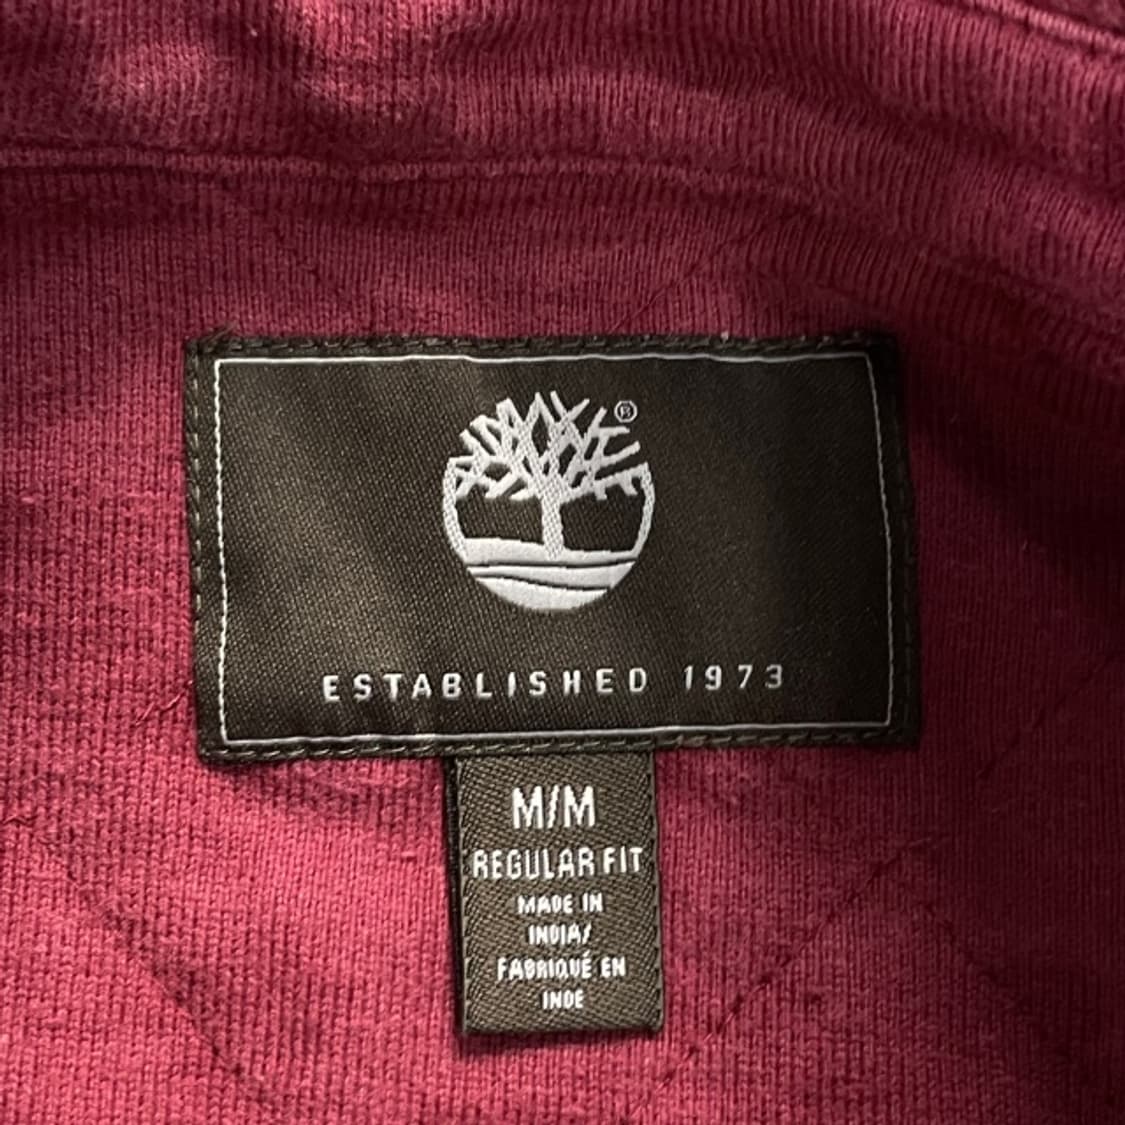 ®
ESTABLISHED 1973
M/M
REGULAR FIT
MADE IN
INDIA/
FABRIQUÉ EN
INDE